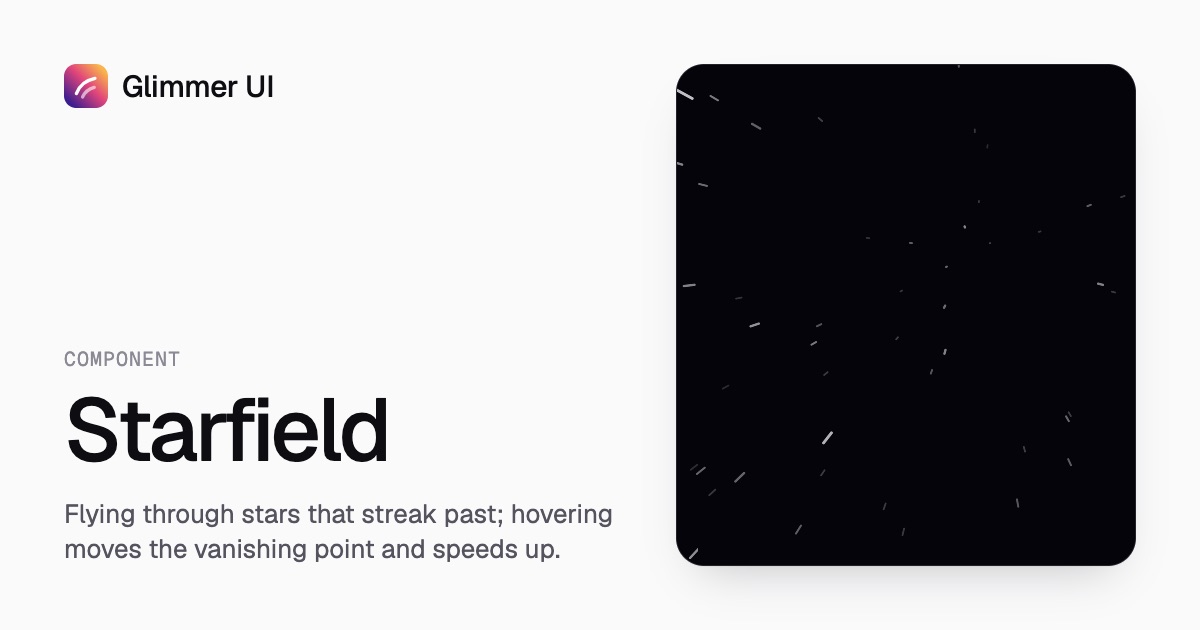 Glimmer UI
COMPONENT
Starfield
Flying through stars that streak past; hovering
moves the vanishing point and speeds up.